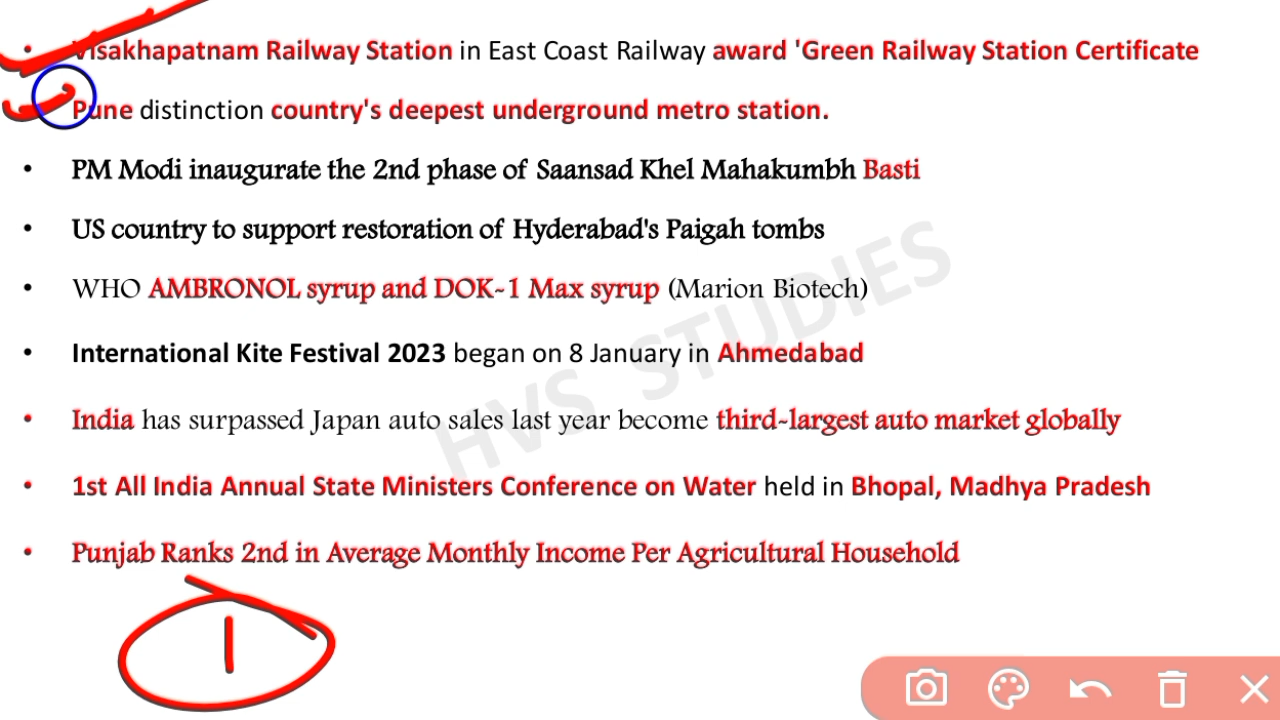 • Visakhapatnam Railway Station in East Coast Railway award 'Green Railway Station Certificate
Pune distinction country's deepest underground metro station.
• PM Modi inaugurate the 2nd phase of Saansad Khel Mahakumbh Basti
• US country to support restoration of Hyderabad's Paigah tombs
• WHO AMBRONOL syrup and DOK-1 Max syrup (Marion Biotech)
• International Kite Festival 2023 began on 8 January in Ahmedabad
• India has surpassed Japan auto sales last year become third-largest auto market globally
• 1st All India Annual State Ministers Conference on Water held in Bhopal, Madhya Pradesh
• Punjab Ranks 2nd in Average Monthly Income Per Agricultural Household
1
HVS STUDIES